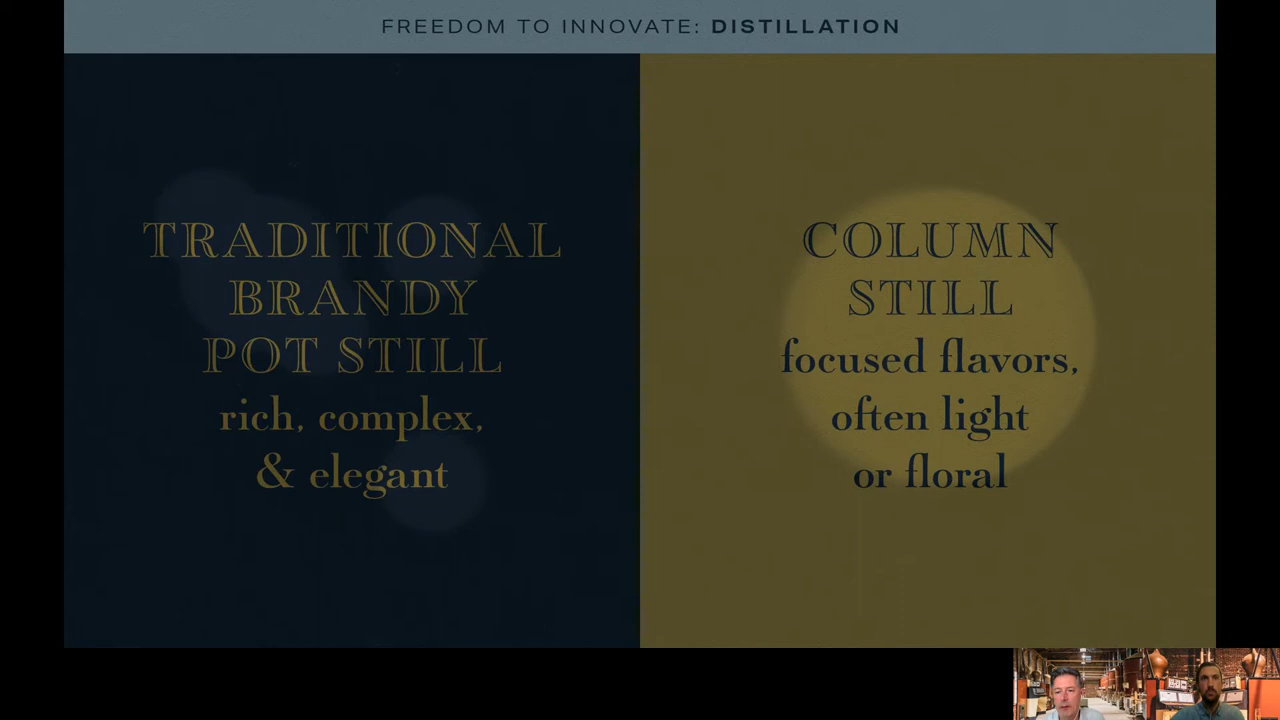 FREEDOM TO INNOVATE: DISTILLATION
TRADITIONAL
BRANDY
POT STILL
rich, complex,
& elegant
COLUMN
STILL
focused flavors,
often light
or floral